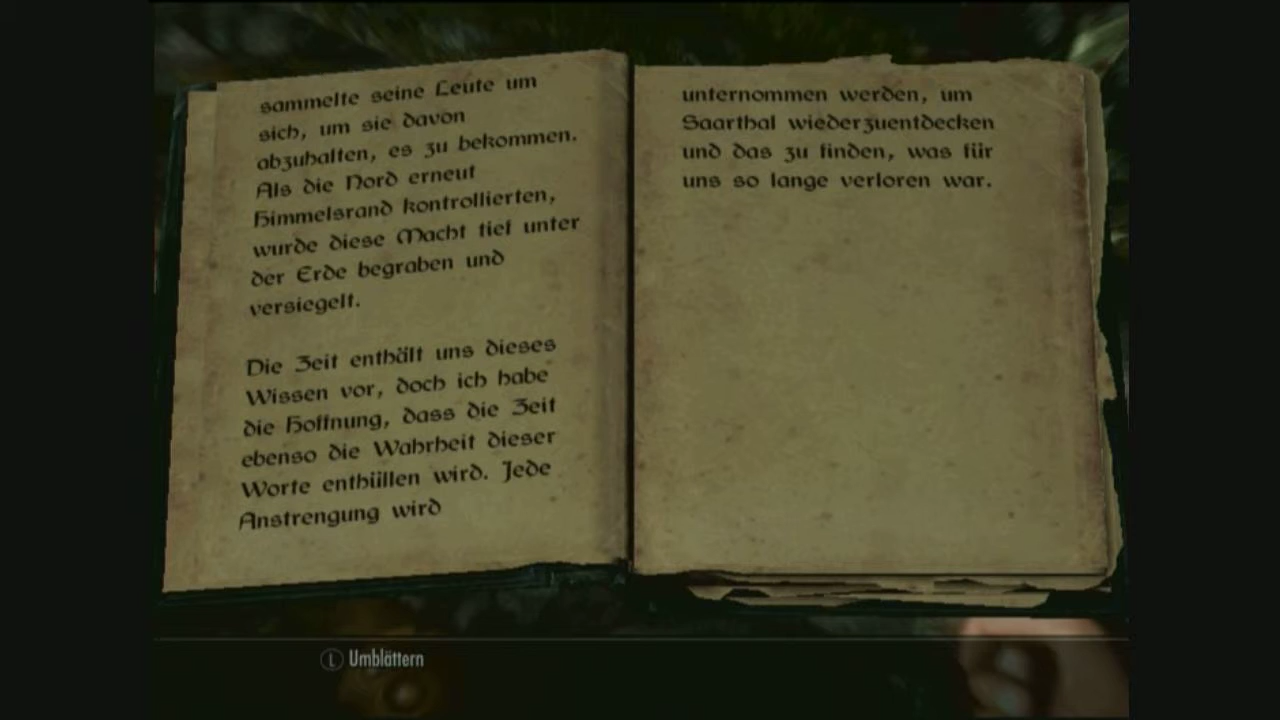 sammelte seine Leute um
sich, um sie davon
abzuhalten, es zu bekommen.
Als die Nord erneut
Himmelsrand kontrollierten,
wurde diese Macht tief unter
der Erde begraben und
versiegelt.
Die Zeit enthält uns dieses
Wissen vor, doch ich habe
die Hoffnung, dass die Zeit
ebenso die Wahrheit dieser
Worte enthüllen wird. Jede
Anstrengung wird
unternommen werden, um
Saarthal wiederzuentdecken
und das zu finden, was für
uns so lange verloren war.
L Umblättern